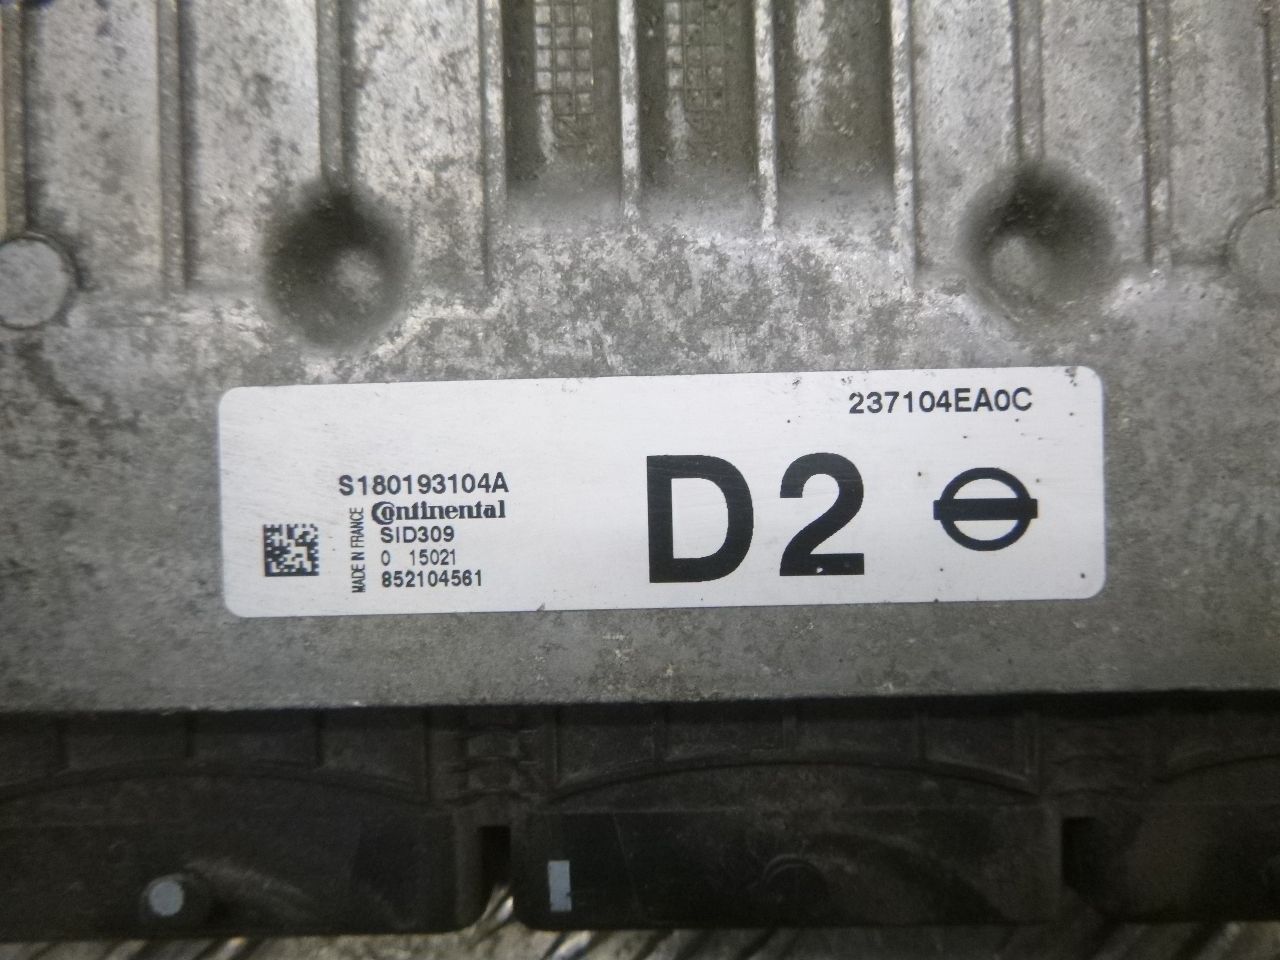 237104EA0C
S180193104A
Continental
MADE IN FRANCE
SID309
0 15021
852104561
D2